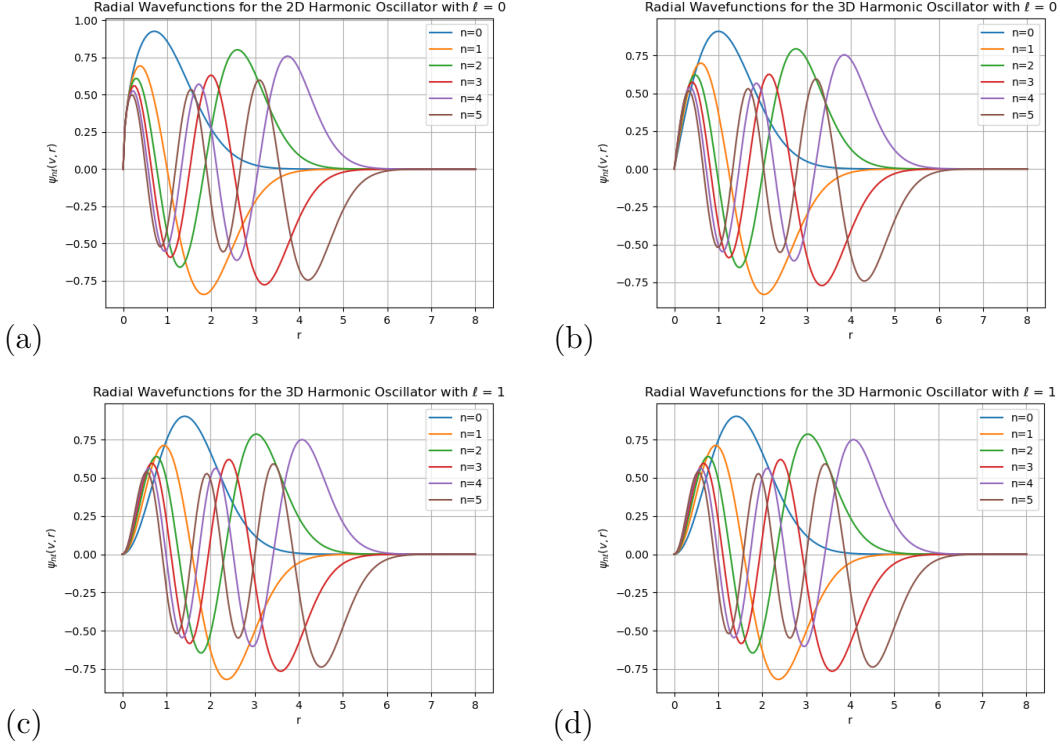 Radial Wavefunctions for the 2D Harmonic Oscillator with ℓ = 0
1.00
0.75
0.50
0.25
0.00
−0.25
−0.50
−0.75
ψnℓ(v, r)
n=0
n=1
n=2
n=3
n=4
n=5
0 1 2 3 4 5 6 7 8
r
(a)
Radial Wavefunctions for the 3D Harmonic Oscillator with ℓ = 0
0.75
0.50
0.25
0.00
−0.25
−0.50
−0.75
ψnℓ(v, r)
n=0
n=1
n=2
n=3
n=4
n=5
0 1 2 3 4 5 6 7 8
r
(b)
Radial Wavefunctions for the 3D Harmonic Oscillator with ℓ = 1
0.75
0.50
0.25
0.00
−0.25
−0.50
−0.75
ψnℓ(v, r)
n=0
n=1
n=2
n=3
n=4
n=5
0 1 2 3 4 5 6 7 8
r
(c)
Radial Wavefunctions for the 3D Harmonic Oscillator with ℓ = 1
0.75
0.50
0.25
0.00
−0.25
−0.50
−0.75
ψnℓ(v, r)
n=0
n=1
n=2
n=3
n=4
n=5
0 1 2 3 4 5 6 7 8
r
(d)